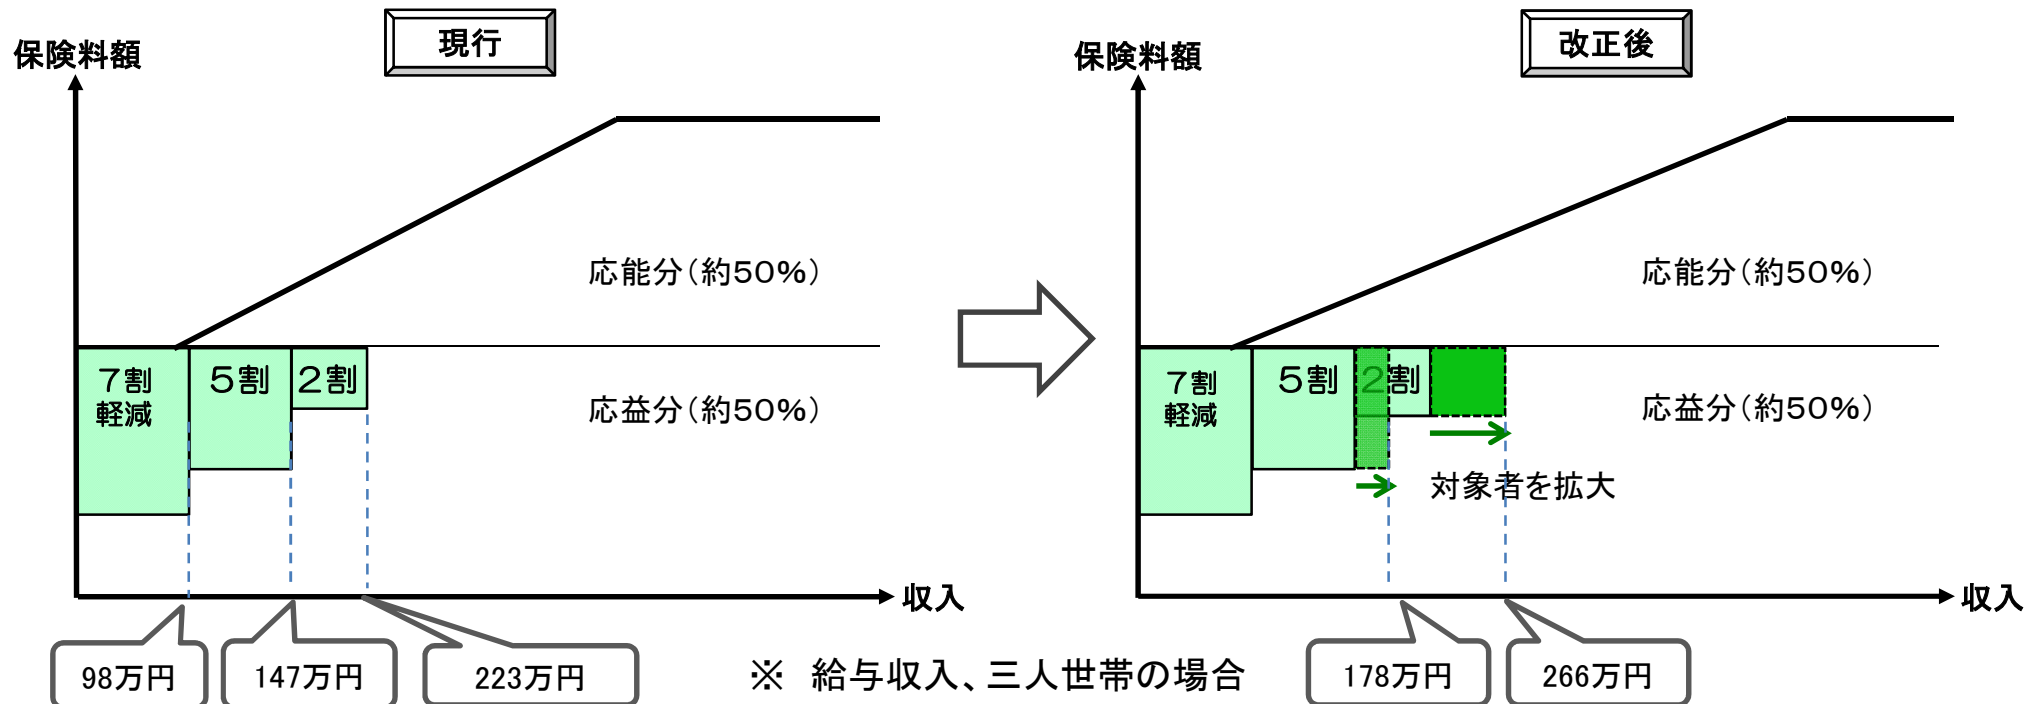 現行
保険料額
応能分(約50%)
7割
軽減
5割
2割
応益分(約50%)
収入
98万円
147万円
223万円
※ 給与収入、三人世帯の場合
改正後
保険料額
応能分(約50%)
7割
軽減
5割
2割
応益分(約50%)
対象者を拡大
収入
178万円
266万円